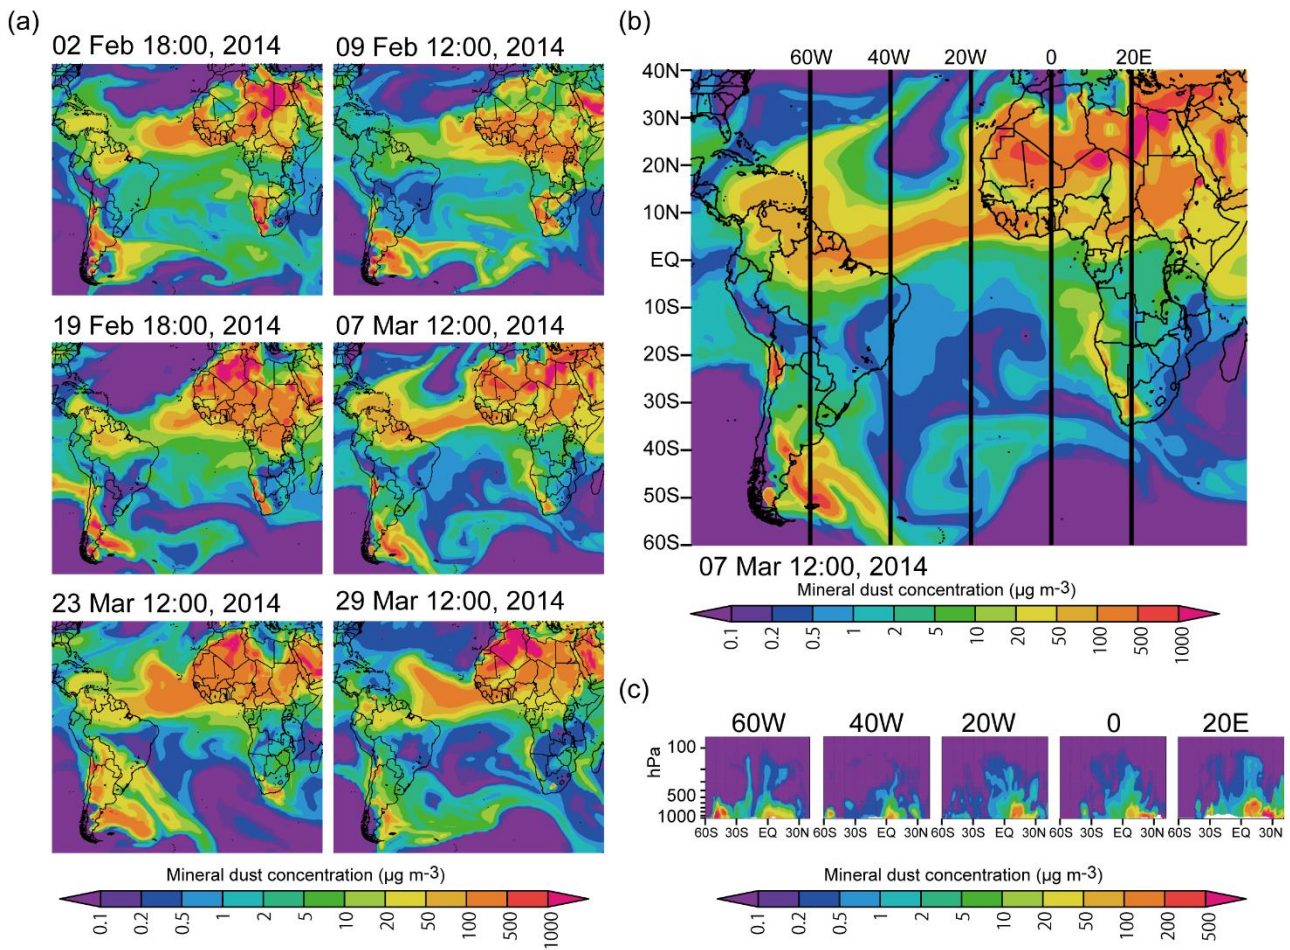 (a)
02 Feb 18:00, 2014
09 Feb 12:00, 2014
19 Feb 18:00, 2014
07 Mar 12:00, 2014
23 Mar 12:00, 2014
29 Mar 12:00, 2014
Mineral dust concentration (µg m-3)
0.1 0.2 0.5 1 2 5 10 20 50 100 500 1000
(b)
60W 40W 20W 0 20E
40N
30N
20N
10N
EQ
10S
20S
30S
40S
50S
60S
07 Mar 12:00, 2014
Mineral dust concentration (µg m-3)
0.1 0.2 0.5 1 2 5 10 20 50 100 500 1000
(c)
60W 40W 20W 0 20E
hPa
100
500
1000
60S 30S EQ 30N 60S 30S EQ 30N 60S 30S EQ 30N 60S 30S EQ 30N 60S 30S EQ 30N
Mineral dust concentration (µg m-3)
0.1 0.2 0.5 1 2 5 10 20 50 100 200 500